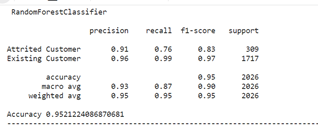 RandomForestClassifier
precision recall f1-score support
Attrited Customer 0.91 0.76 0.83 309
Existing Customer 0.96 0.99 0.97 1717
accuracy 0.95 2026
macro avg 0.93 0.87 0.90 2026
weighted avg 0.95 0.95 0.95 2026
Accuracy 0.9521224086870681
--------------------------------------------------------------------------------